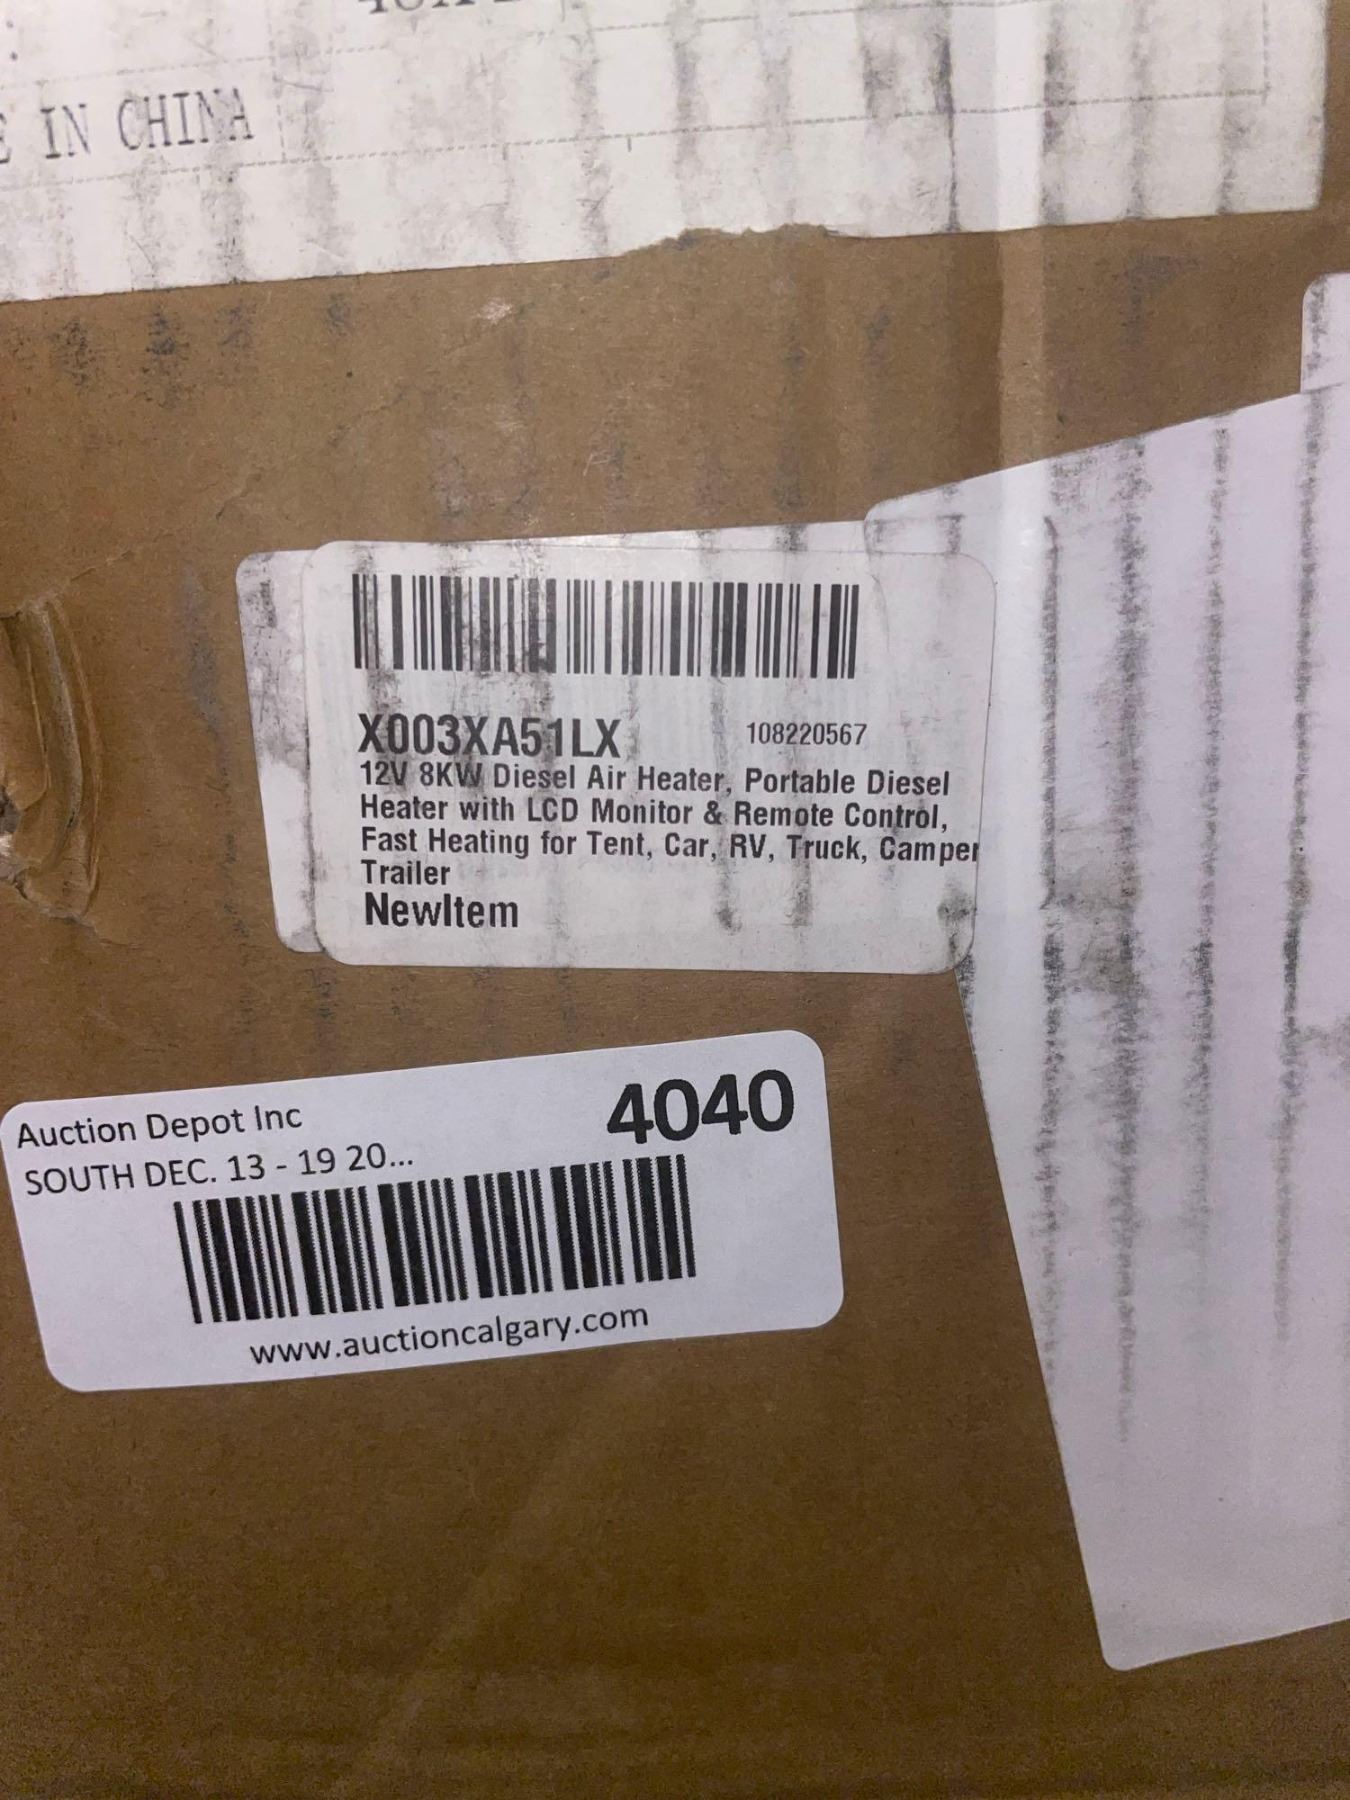 IN CHINA
X003XA51LX 108220567
12V 8KW Diesel Air Heater, Portable Diesel
Heater with LCD Monitor & Remote Control,
Fast Heating for Tent, Car, RV, Truck, Camper
Trailer
NewItem
Auction Depot Inc 4040
SOUTH DEC. 13 - 19 20...
www.auctioncalgary.com